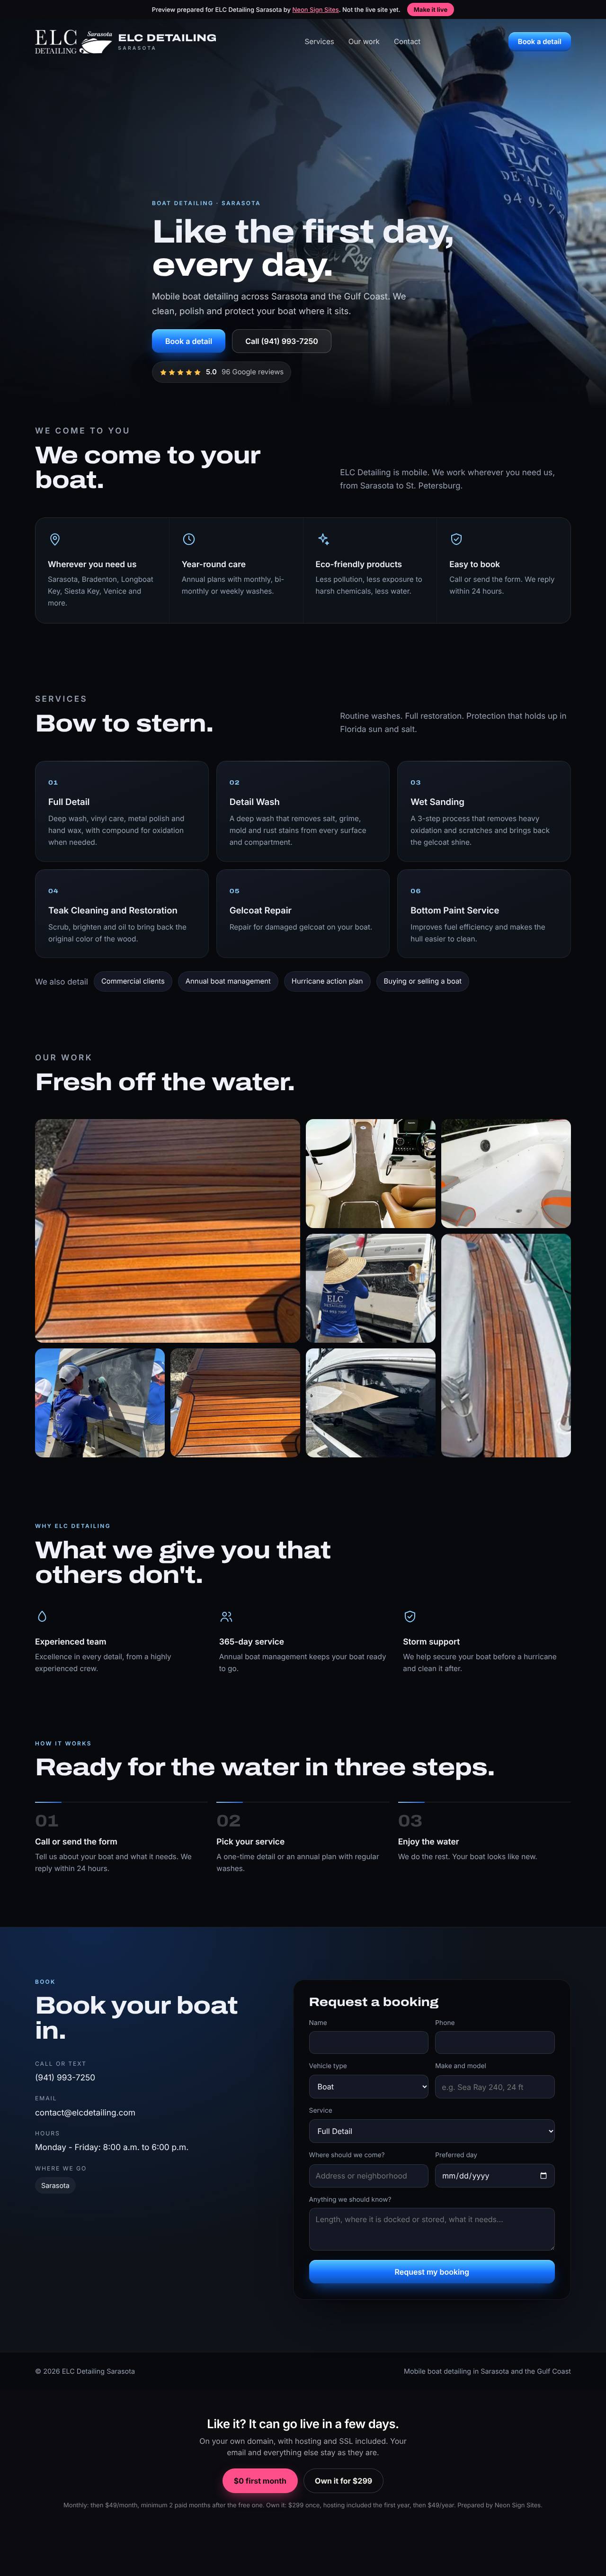 Preview prepared for ELC Detailing Sarasota by Neon Sign Sites. Not the live site yet. Make it live
ELC Sarasota
DETAILING
ELC DETAILING
SARASOTA
Services Our work Contact
Book a detail
ELC
DETAILING
BOAT DETAILING · SARASOTA
Like the first day,
every day.
Mobile boat detailing across Sarasota and the Gulf Coast. We
clean, polish and protect your boat where it sits.
Book a detail Call (941) 993-7250
5.0 96 Google reviews
WE COME TO YOU
We come to your
boat.
ELC Detailing is mobile. We work wherever you need us,
from Sarasota to St. Petersburg.
Wherever you need us
Sarasota, Bradenton, Longboat
Key, Siesta Key, Venice and
more.
Year-round care
Annual plans with monthly, bi-
monthly or weekly washes.
Eco-friendly products
Less pollution, less exposure to
harsh chemicals, less water.
Easy to book
Call or send the form. We reply
within 24 hours.
SERVICES
Bow to stern.
Routine washes. Full restoration. Protection that holds up in
Florida sun and salt.
01
Full Detail
Deep wash, vinyl care, metal polish and
hand wax, with compound for oxidation
when needed.
02
Detail Wash
A deep wash that removes salt, grime,
mold and rust stains from every surface
and compartment.
03
Wet Sanding
A 3-step process that removes heavy
oxidation and scratches and brings back
the gelcoat shine.
04
Teak Cleaning and Restoration
Scrub, brighten and oil to bring back the
original color of the wood.
05
Gelcoat Repair
Repair for damaged gelcoat on your boat.
06
Bottom Paint Service
Improves fuel efficiency and makes the
hull easier to clean.
We also detail Commercial clients Annual boat management Hurricane action plan Buying or selling a boat
OUR WORK
Fresh off the water.
ELC
DETAILING
WHY ELC DETAILING
What we give you that
others don't.
Experienced team
Excellence in every detail, from a highly
experienced crew.
365-day service
Annual boat management keeps your boat ready
to go.
Storm support
We help secure your boat before a hurricane
and clean it after.
HOW IT WORKS
Ready for the water in three steps.
01
Call or send the form
Tell us about your boat and what it needs. We
reply within 24 hours.
02
Pick your service
A one-time detail or an annual plan with regular
washes.
03
Enjoy the water
We do the rest. Your boat looks like new.
BOOK
Book your boat
in.
CALL OR TEXT
(941) 993-7250
EMAIL
contact@elcdetailing.com
HOURS
Monday - Friday: 8:00 a.m. to 6:00 p.m.
WHERE WE GO
Sarasota
Request a booking
Name Phone
Vehicle type Make and model
Boat e.g. Sea Ray 240, 24 ft
Service
Full Detail
Where should we come? Preferred day
Address or neighborhood mm/dd/yyyy
Anything we should know?
Length, where it is docked or stored, what it needs...
Request my booking
© 2026 ELC Detailing Sarasota
Mobile boat detailing in Sarasota and the Gulf Coast
Like it? It can go live in a few days.
On your own domain, with hosting and SSL included. Your
email and everything else stay as they are.
$0 first month Own it for $299
Monthly: then $49/month, minimum 2 paid months after the free one. Own it: $299 once, hosting included the first year, then $49/year. Prepared by Neon Sign Sites.